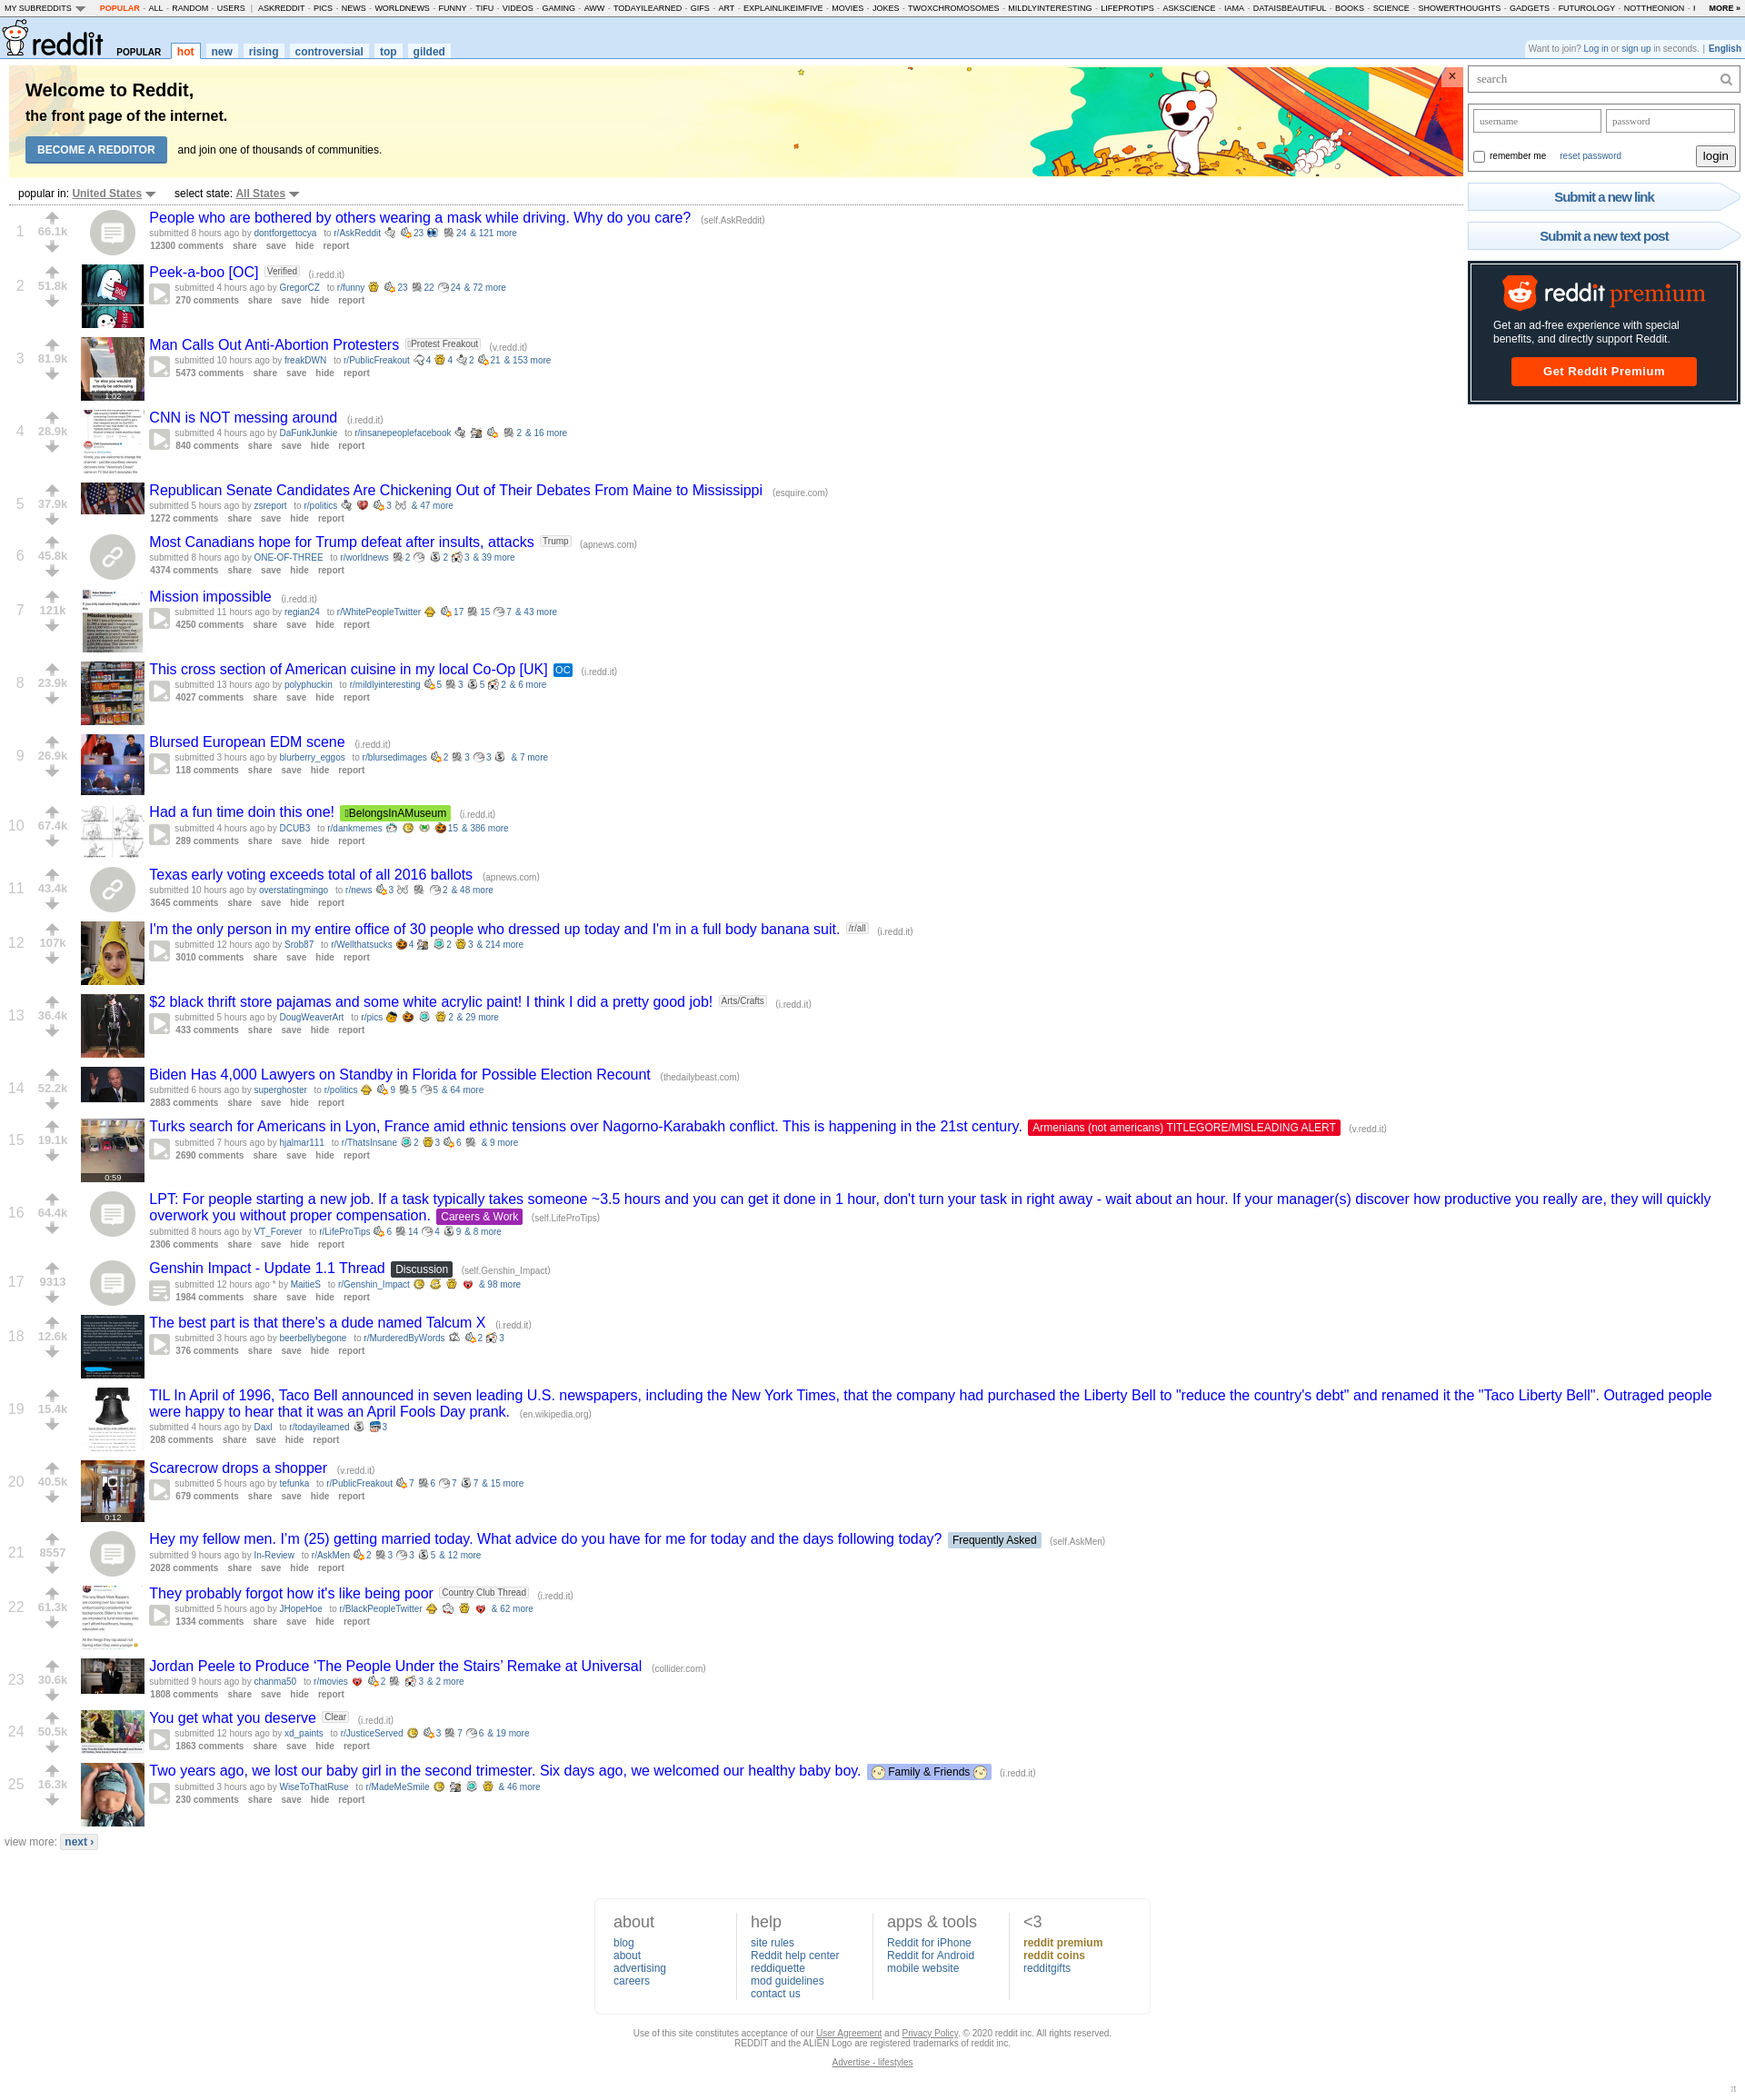 MY SUBREDDITS POPULAR - ALL - RANDOM - USERS | ASKREDDIT - PICS - NEWS - WORLDNEWS - FUNNY - TIFU - VIDEOS - GAMING - AWW - TODAYILEARNED - GIFS - ART - EXPLAINLIKEIMFIVE - MOVIES - JOKES - TWOXCHROMOSOMES - MILDLYINTERESTING - LIFEPROTIPS - ASKSCIENCE - IAMA - DATAISBEAUTIFUL - BOOKS - SCIENCE - SHOWERTHOUGHTS - GADGETS - FUTUROLOGY - NOTTHEONION - MORE »
reddit POPULAR hot new rising controversial top gilded
Want to join? Log in or sign up in seconds. | English
Welcome to Reddit,
the front page of the internet.
BECOME A REDDITOR and join one of thousands of communities.
×
search
username password
remember me reset password login
Submit a new link
Submit a new text post
reddit premium
Get an ad-free experience with special
benefits, and directly support Reddit.
Get Reddit Premium
popular in: United States select state: All States
1 66.1k People who are bothered by others wearing a mask while driving. Why do you care? (self.AskReddit)
submitted 8 hours ago by dontforgettocya to r/AskReddit 23 24 & 121 more
12300 comments share save hide report
2 51.8k Peek-a-boo [OC] Verified (i.redd.it)
submitted 4 hours ago by GregorCZ to r/funny 23 22 24 & 72 more
270 comments share save hide report
3 81.9k Man Calls Out Anti-Abortion Protesters Protest Freakout (v.redd.it)
submitted 10 hours ago by freakDWN to r/PublicFreakout 4 4 2 21 & 153 more
5473 comments share save hide report
1:02
4 28.9k CNN is NOT messing around (i.redd.it)
submitted 4 hours ago by DaFunkJunkie to r/insanepeoplefacebook 2 & 16 more
840 comments share save hide report
5 37.9k Republican Senate Candidates Are Chickening Out of Their Debates From Maine to Mississippi (esquire.com)
submitted 5 hours ago by zsreport to r/politics 3 & 47 more
1272 comments share save hide report
6 45.8k Most Canadians hope for Trump defeat after insults, attacks Trump (apnews.com)
submitted 8 hours ago by ONE-OF-THREE to r/worldnews 2 2 3 & 39 more
4374 comments share save hide report
7 121k Mission impossible (i.redd.it)
submitted 11 hours ago by regian24 to r/WhitePeopleTwitter 17 15 7 & 43 more
4250 comments share save hide report
8 23.9k This cross section of American cuisine in my local Co-Op [UK] OC (i.redd.it)
submitted 13 hours ago by polyphuckin to r/mildlyinteresting 5 3 5 2 & 6 more
4027 comments share save hide report
9 26.9k Blursed European EDM scene (i.redd.it)
submitted 3 hours ago by blurberry_eggos to r/blursedimages 2 3 3 & 7 more
118 comments share save hide report
10 67.4k Had a fun time doin this one! BelongsInAMuseum (i.redd.it)
submitted 4 hours ago by DCUB3 to r/dankmemes 15 & 386 more
289 comments share save hide report
11 43.4k Texas early voting exceeds total of all 2016 ballots (apnews.com)
submitted 10 hours ago by overstatingmingo to r/news 3 2 & 48 more
3645 comments share save hide report
12 107k I'm the only person in my entire office of 30 people who dressed up today and I'm in a full body banana suit. /r/all (i.redd.it)
submitted 12 hours ago by Srob87 to r/Wellthatsucks 4 2 3 & 214 more
3010 comments share save hide report
13 36.4k $2 black thrift store pajamas and some white acrylic paint! I think I did a pretty good job! Arts/Crafts (i.redd.it)
submitted 5 hours ago by DougWeaverArt to r/pics 2 & 29 more
433 comments share save hide report
14 52.2k Biden Has 4,000 Lawyers on Standby in Florida for Possible Election Recount (thedailybeast.com)
submitted 6 hours ago by superghoster to r/politics 9 5 5 & 64 more
2883 comments share save hide report
15 19.1k Turks search for Americans in Lyon, France amid ethnic tensions over Nagorno-Karabakh conflict. This is happening in the 21st century. Armenians (not americans) TITLEGORE/MISLEADING ALERT (v.redd.it)
submitted 7 hours ago by hjalmar111 to r/ThatsInsane 2 3 6 & 9 more
2690 comments share save hide report
0:59
16 64.4k LPT: For people starting a new job. If a task typically takes someone ~3.5 hours and you can get it done in 1 hour, don't turn your task in right away - wait about an hour. If your manager(s) discover how productive you really are, they will quickly
overwork you without proper compensation. Careers & Work (self.LifeProTips)
submitted 8 hours ago by VT_Forever to r/LifeProTips 6 14 4 9 & 8 more
2306 comments share save hide report
17 9313 Genshin Impact - Update 1.1 Thread Discussion (self.Genshin_Impact)
submitted 12 hours ago * by MaitieS to r/Genshin_Impact & 98 more
1984 comments share save hide report
18 12.6k The best part is that there's a dude named Talcum X (i.redd.it)
submitted 3 hours ago by beerbellybegone to r/MurderedByWords 2 3
376 comments share save hide report
19 15.4k TIL In April of 1996, Taco Bell announced in seven leading U.S. newspapers, including the New York Times, that the company had purchased the Liberty Bell to "reduce the country's debt" and renamed it the "Taco Liberty Bell". Outraged people
were happy to hear that it was an April Fools Day prank. (en.wikipedia.org)
submitted 4 hours ago by Daxl to r/todayilearned 3
208 comments share save hide report
20 40.5k Scarecrow drops a shopper (v.redd.it)
submitted 5 hours ago by tefunka to r/PublicFreakout 7 6 7 7 & 15 more
679 comments share save hide report
0:12
21 8557 Hey my fellow men. I'm (25) getting married today. What advice do you have for me for today and the days following today? Frequently Asked (self.AskMen)
submitted 9 hours ago by In-Review to r/AskMen 2 3 3 5 & 12 more
2028 comments share save hide report
22 61.3k They probably forgot how it's like being poor Country Club Thread (i.redd.it)
submitted 5 hours ago by JHopeHoe to r/BlackPeopleTwitter & 62 more
1334 comments share save hide report
23 30.6k Jordan Peele to Produce ‘The People Under the Stairs’ Remake at Universal (collider.com)
submitted 9 hours ago by chanma50 to r/movies 2 3 & 2 more
1808 comments share save hide report
24 50.5k You get what you deserve Clear (i.redd.it)
submitted 12 hours ago by xd_paints to r/JusticeServed 3 7 6 & 19 more
1863 comments share save hide report
25 16.3k Two years ago, we lost our baby girl in the second trimester. Six days ago, we welcomed our healthy baby boy. Family & Friends (i.redd.it)
submitted 3 hours ago by WiseToThatRuse to r/MadeMeSmile & 46 more
230 comments share save hide report
view more: next ›
about
blog
about
advertising
careers
help
site rules
Reddit help center
reddiquette
mod guidelines
contact us
apps & tools
Reddit for iPhone
Reddit for Android
mobile website
<3
reddit premium
reddit coins
redditgifts
Use of this site constitutes acceptance of our User Agreement and Privacy Policy. © 2020 reddit inc. All rights reserved.
REDDIT and the ALIEN Logo are registered trademarks of reddit inc.
Advertise - lifestyles
π